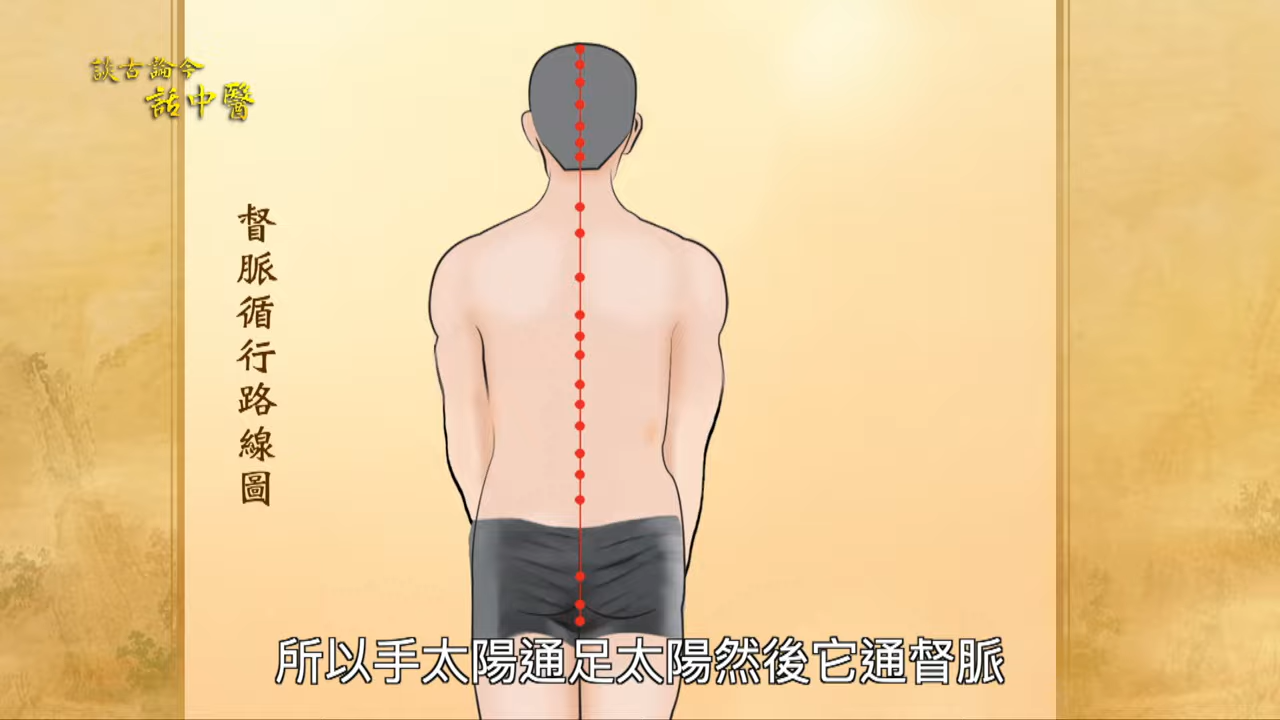 談古論今
話中醫
督脈循行路線圖
所以手太陽通足太陽然後它通督脈